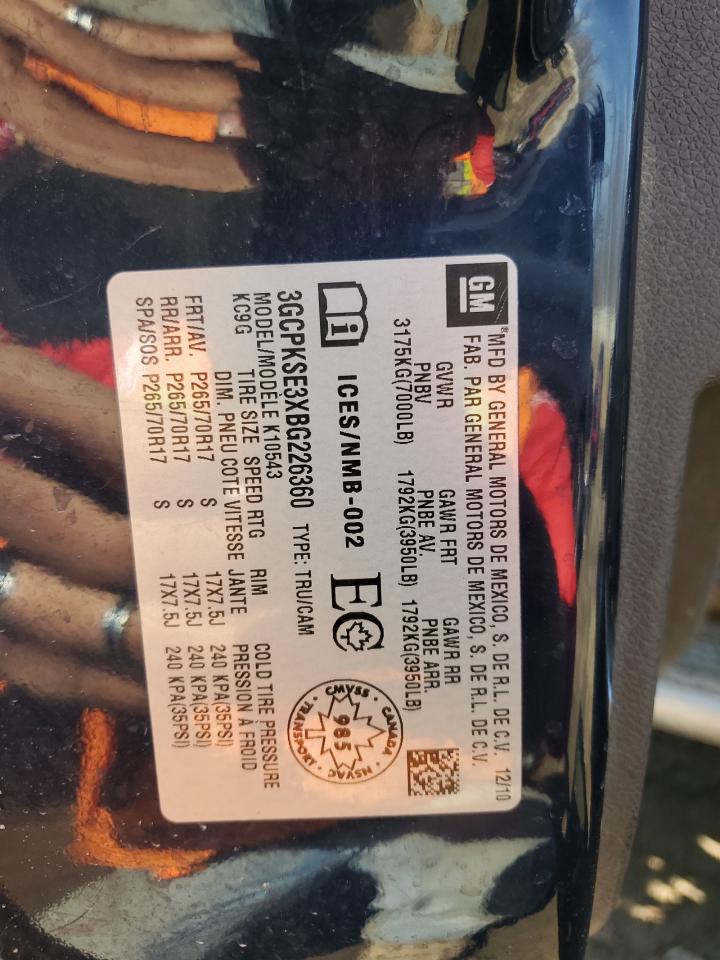 GM
MFD BY GENERAL MOTORS DE MEXICO, S. DE R.L. DE C.V. 12/10
FAB. PAR GENERAL MOTORS DE MEXICO, S. DE R.L. DE C.V.
GVWR GAWR FRT GAWR RR
PNBV PNBE AV. PNBE ARR.
3175KG(7000LB) 1792KG(3950LB) 1792KG(3950LB)
i ICES/NMB-002 EC
CMVSS · CANADA · NSVAC · TRANSPORT ·
985
3GCPKSE3XBG226360 TYPE: TRU/CAM
MODEL/MODELE K10543
KC9G TIRE SIZE SPEED RTG RIM COLD TIRE PRESSURE
DIM. PNEU COTE VITESSE JANTE PRESSION À FROID
FRT/AV. P265/70R17 S 17X7.5J 240 KPA(35PSI)
RR/ARR. P265/70R17 S 17X7.5J 240 KPA(35PSI)
SPA/SOS. P265/70R17 S 17X7.5J 240 KPA(35PSI)